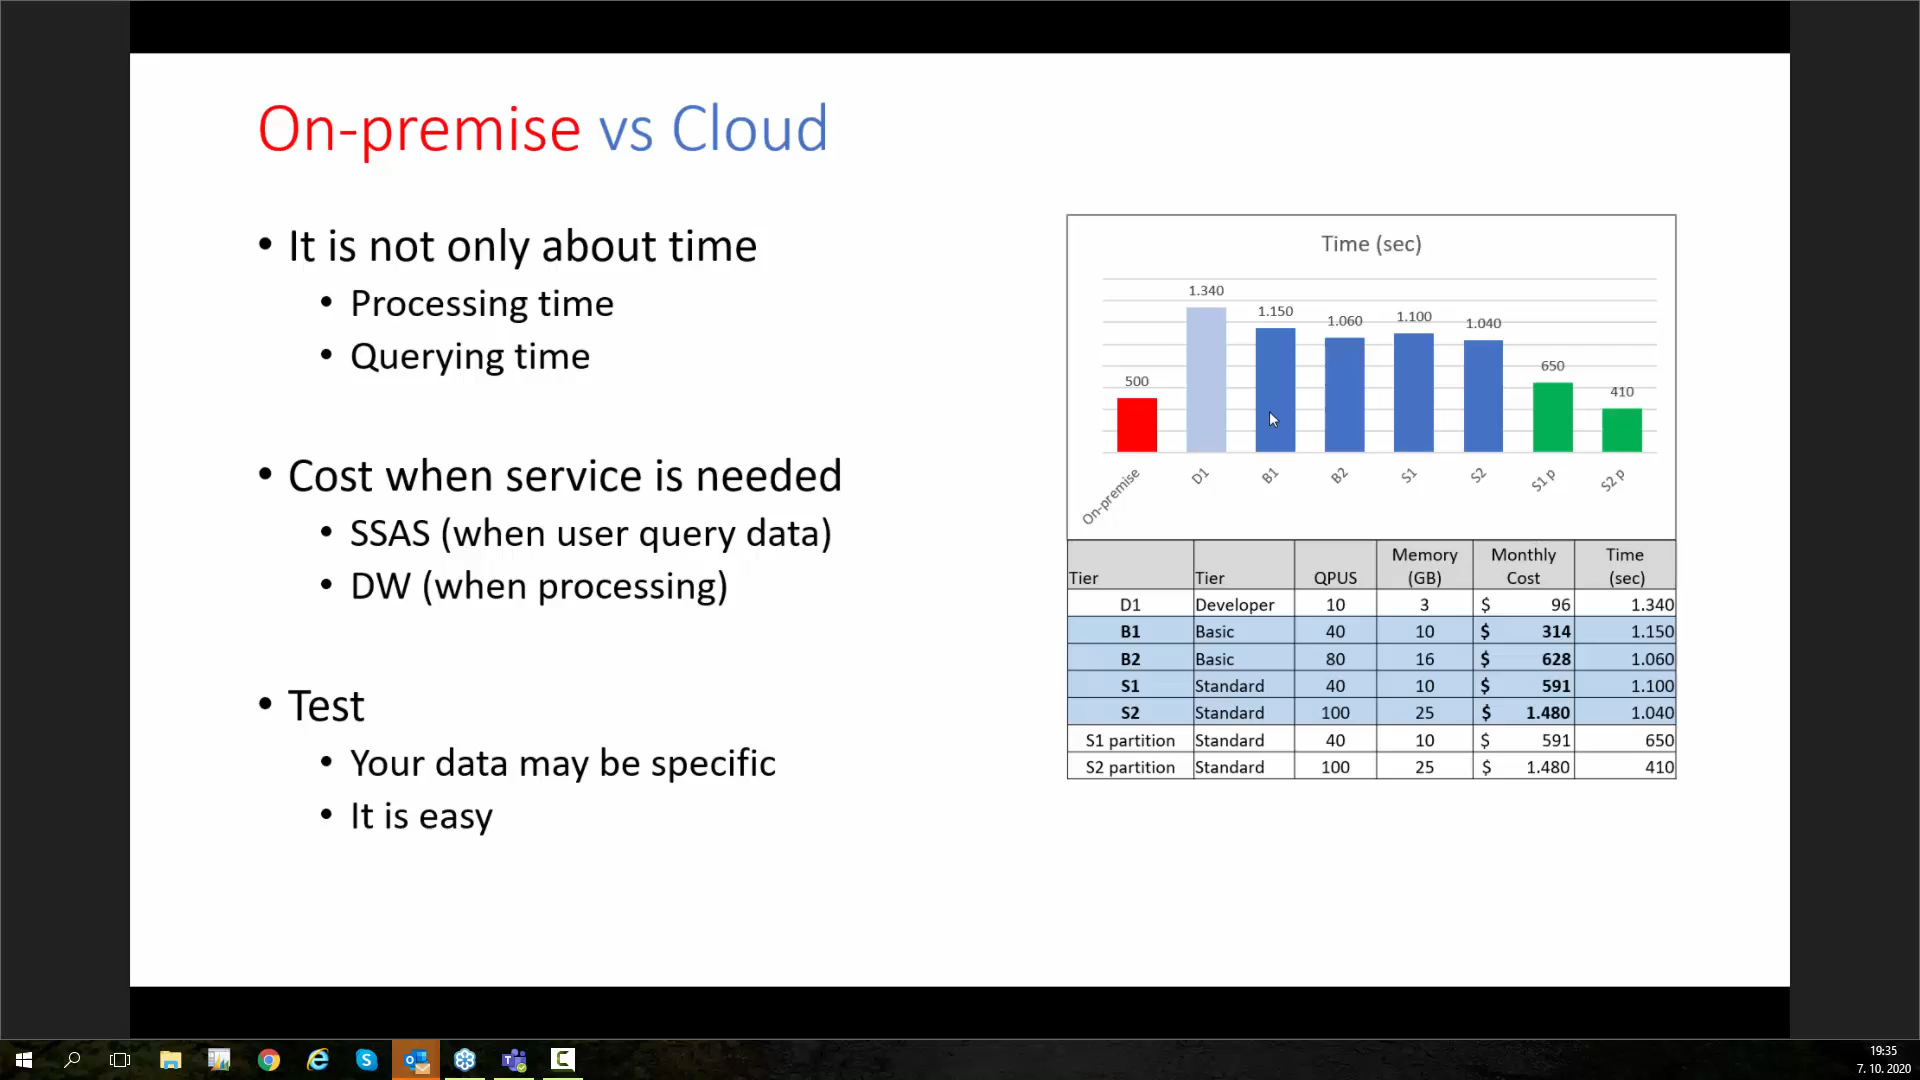 On-premise vs Cloud
• It is not only about time
• Processing time
• Querying time
• Cost when service is needed
• SSAS (when user query data)
• DW (when processing)
• Test
• Your data may be specific
• It is easy
Time (sec)
500 1.340 1.150 1.060 1.100 1.040 650 410
On-premise D1 B1 B2 S1 S2 S1 p S2 p
Tier Tier QPUS Memory (GB) Monthly Cost Time (sec)
D1 Developer 10 3 $ 96 1.340
B1 Basic 40 10 $ 314 1.150
B2 Basic 80 16 $ 628 1.060
S1 Standard 40 10 $ 591 1.100
S2 Standard 100 25 $ 1.480 1.040
S1 partition Standard 40 10 $ 591 650
S2 partition Standard 100 25 $ 1.480 410
19:35
7. 10. 2020